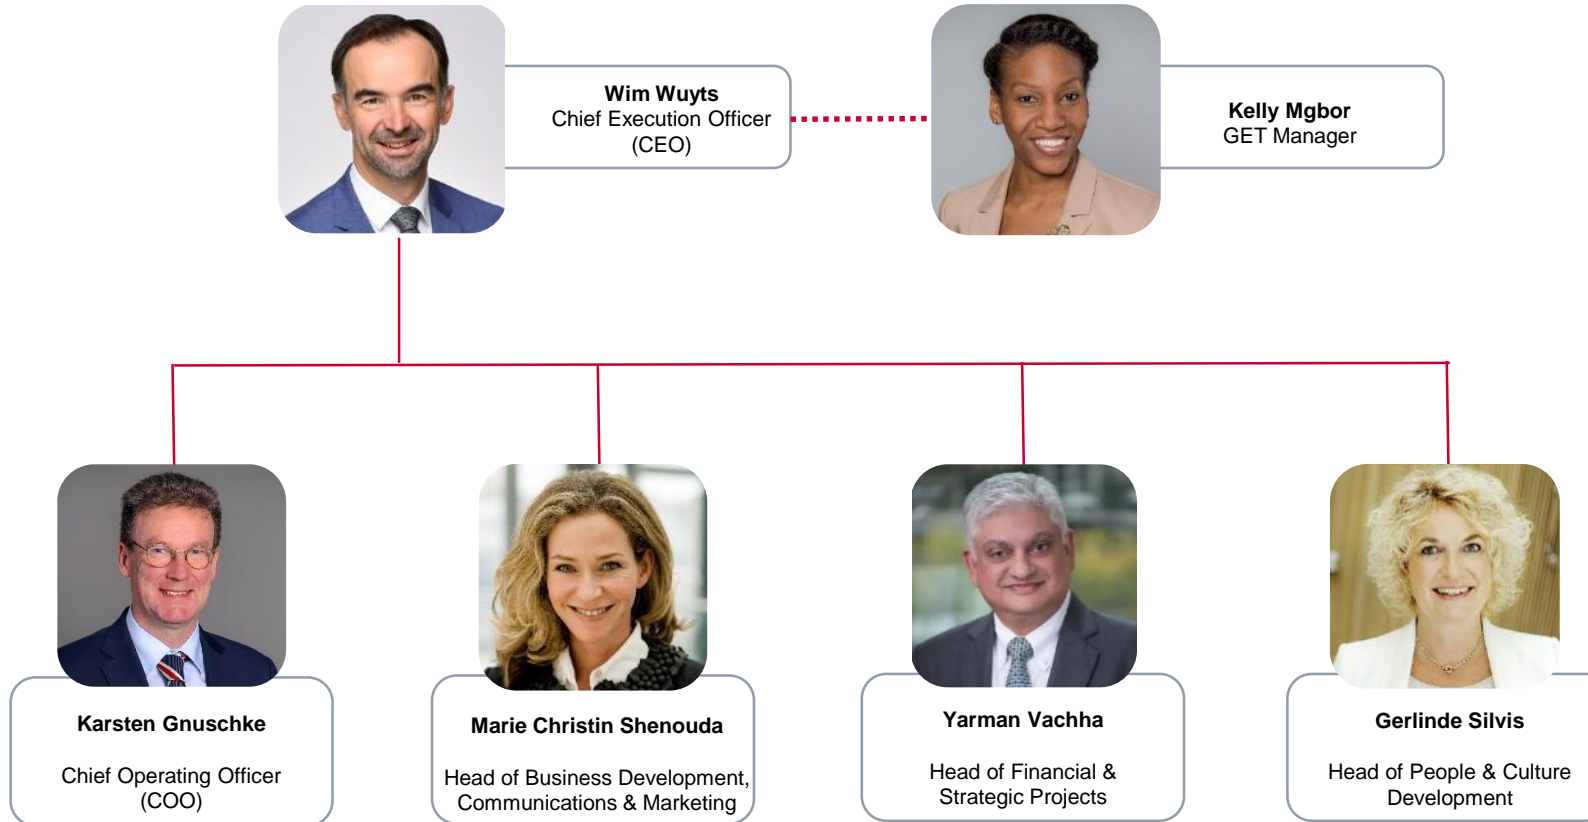 Wim Wuyts
Chief Execution Officer
(CEO)
Kelly Mgbor
GET Manager
Karsten Gnuschke
Chief Operating Officer
(COO)
Marie Christin Shenouda
Head of Business Development,
Communications & Marketing
Yarman Vachha
Head of Financial &
Strategic Projects
Gerlinde Silvis
Head of People & Culture
Development